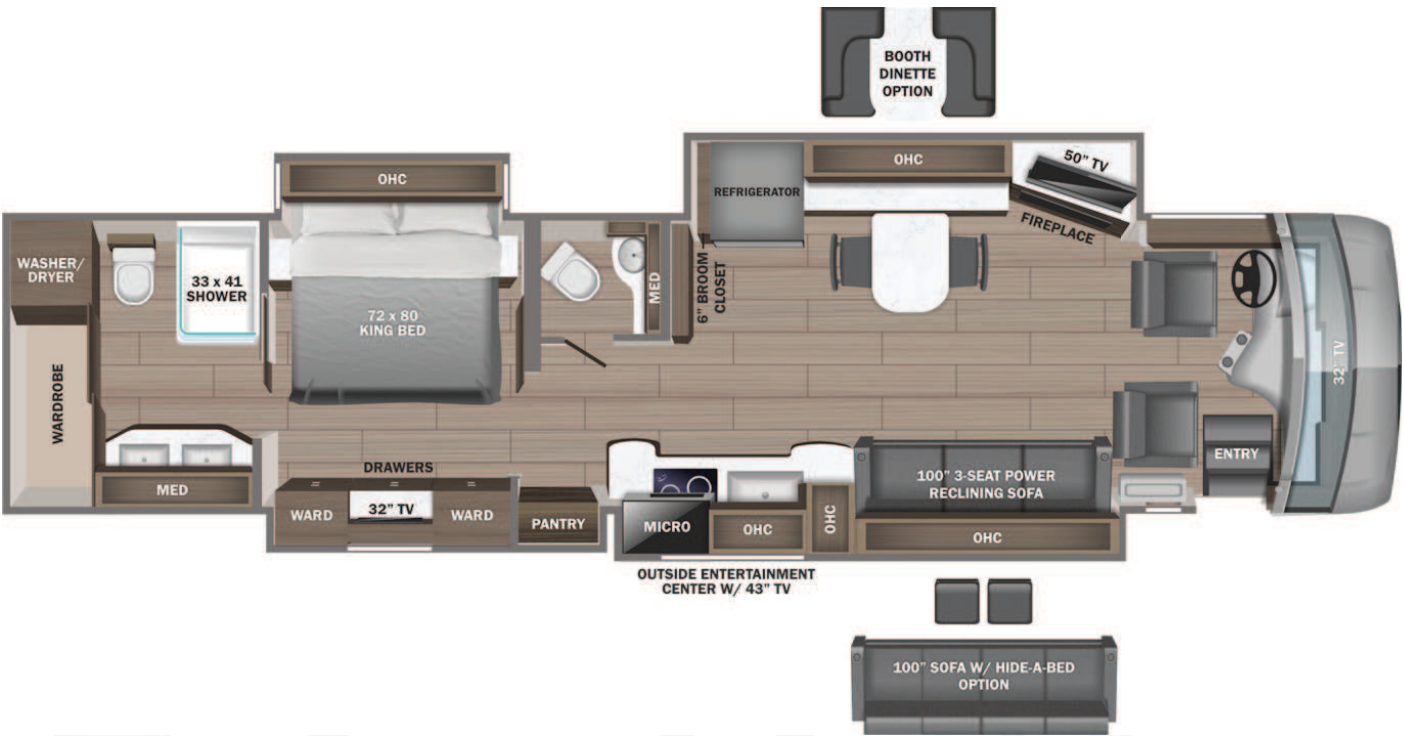 BOOTH
DINETTE
OPTION
OHC
50" TV
OHC
REFRIGERATOR
FIREPLACE
WASHER/
DRYER
33 x 41
SHOWER
MED
6" BROOM
CLOSET
72 x 80
KING BED
32" TV
WARDROBE
ENTRY
DRAWERS
100" 3-SEAT POWER
RECLINING SOFA
MED
WARD
32" TV
WARD
PANTRY
MICRO
OHC
OHC
OHC
OUTSIDE ENTERTAINMENT
CENTER W/ 43" TV
100" SOFA W/ HIDE-A-BED
OPTION